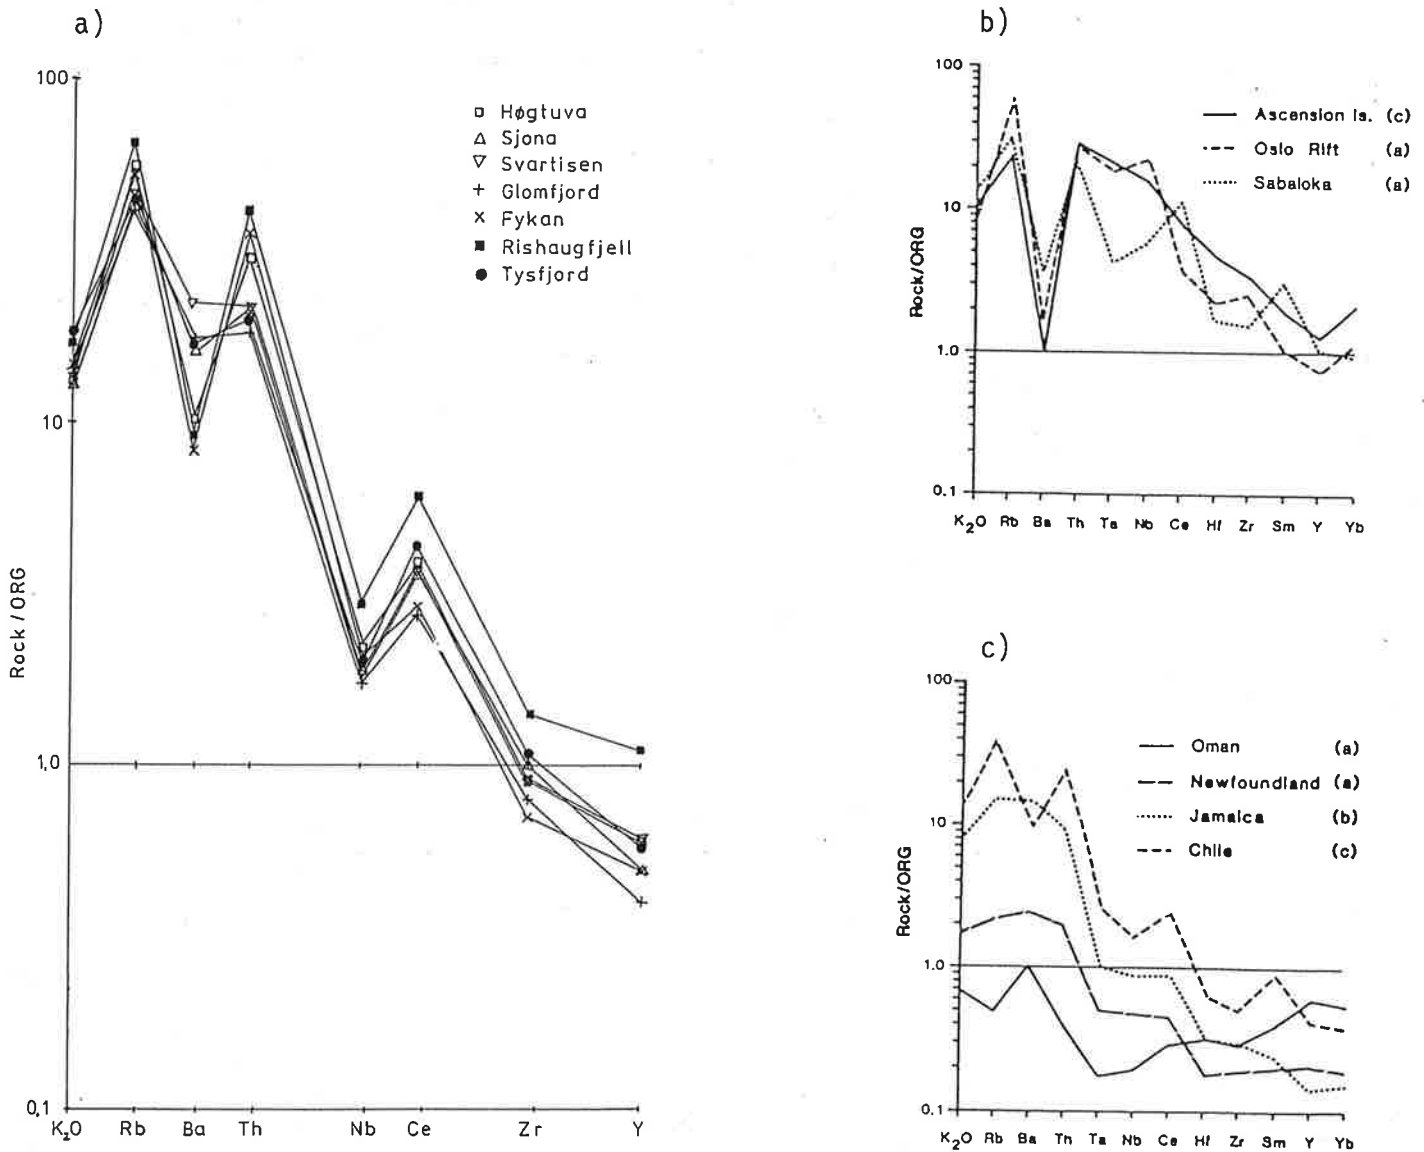 a)
100
10
1,0
0,1
Rock / ORG
K₂O Rb Ba Th Nb Ce Zr Y
Høgtuva
Sjona
Svartisen
Glomfjord
Fykan
Rishaugfjell
Tysfjord
b)
100
10
1.0
0.1
Rock/ORG
K₂O Rb Ba Th Ta Nb Ce Hf Zr Sm Y Yb
Ascension Is. (c)
Oslo Rift (a)
Sabaloka (a)
c)
100
10
1.0
0.1
Rock/ORG
K₂O Rb Ba Th Ta Nb Ce Hf Zr Sm Y Yb
Oman (a)
Newfoundland (a)
Jamaica (b)
Chile (c)